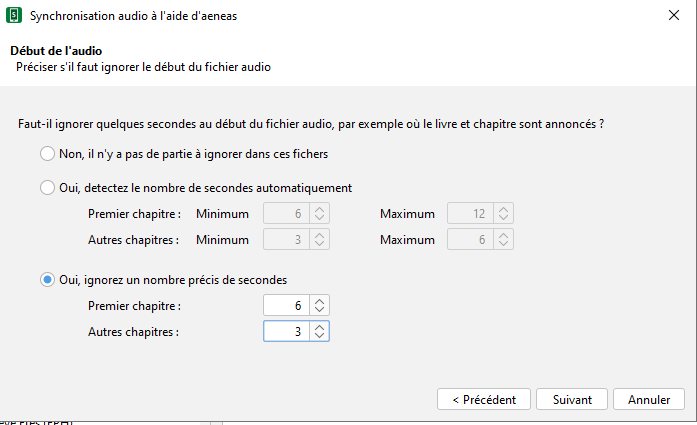 Synchronisation audio à l'aide d'aeneas
Début de l'audio
Préciser s'il faut ignorer le début du fichier audio
Faut-il ignorer quelques secondes au début du fichier audio, par exemple où le livre et chapitre sont annoncés ?
Non, il n'y a pas de partie à ignorer dans ces fichers
Oui, detectez le nombre de secondes automatiquement
Premier chapitre : Minimum 6 Maximum 12
Autres chapitres : Minimum 3 Maximum 6
Oui, ignorez un nombre précis de secondes
Premier chapitre : 6
Autres chapitres : 3
< Précédent Suivant Annuler